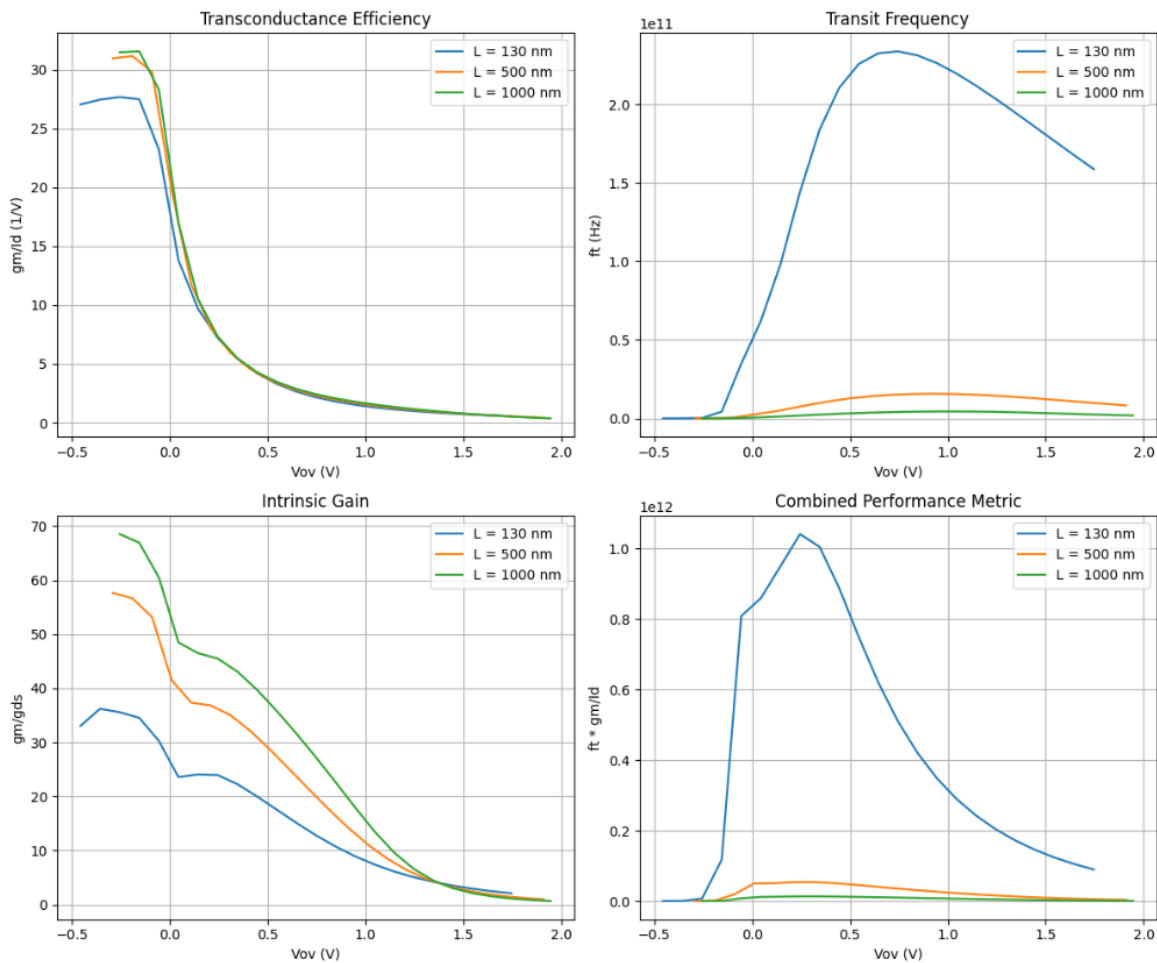 Transconductance Efficiency
gm/Id (1/V)
30
25
20
15
10
5
0
−0.5 0.0 0.5 1.0 1.5 2.0
Vov (V)
L = 130 nm
L = 500 nm
L = 1000 nm
Transit Frequency
1e11
ft (Hz)
2.0
1.5
1.0
0.5
0.0
−0.5 0.0 0.5 1.0 1.5 2.0
Vov (V)
L = 130 nm
L = 500 nm
L = 1000 nm
Intrinsic Gain
gm/gds
70
60
50
40
30
20
10
0
−0.5 0.0 0.5 1.0 1.5 2.0
Vov (V)
L = 130 nm
L = 500 nm
L = 1000 nm
Combined Performance Metric
1e12
ft * gm/Id
1.0
0.8
0.6
0.4
0.2
0.0
−0.5 0.0 0.5 1.0 1.5 2.0
Vov (V)
L = 130 nm
L = 500 nm
L = 1000 nm